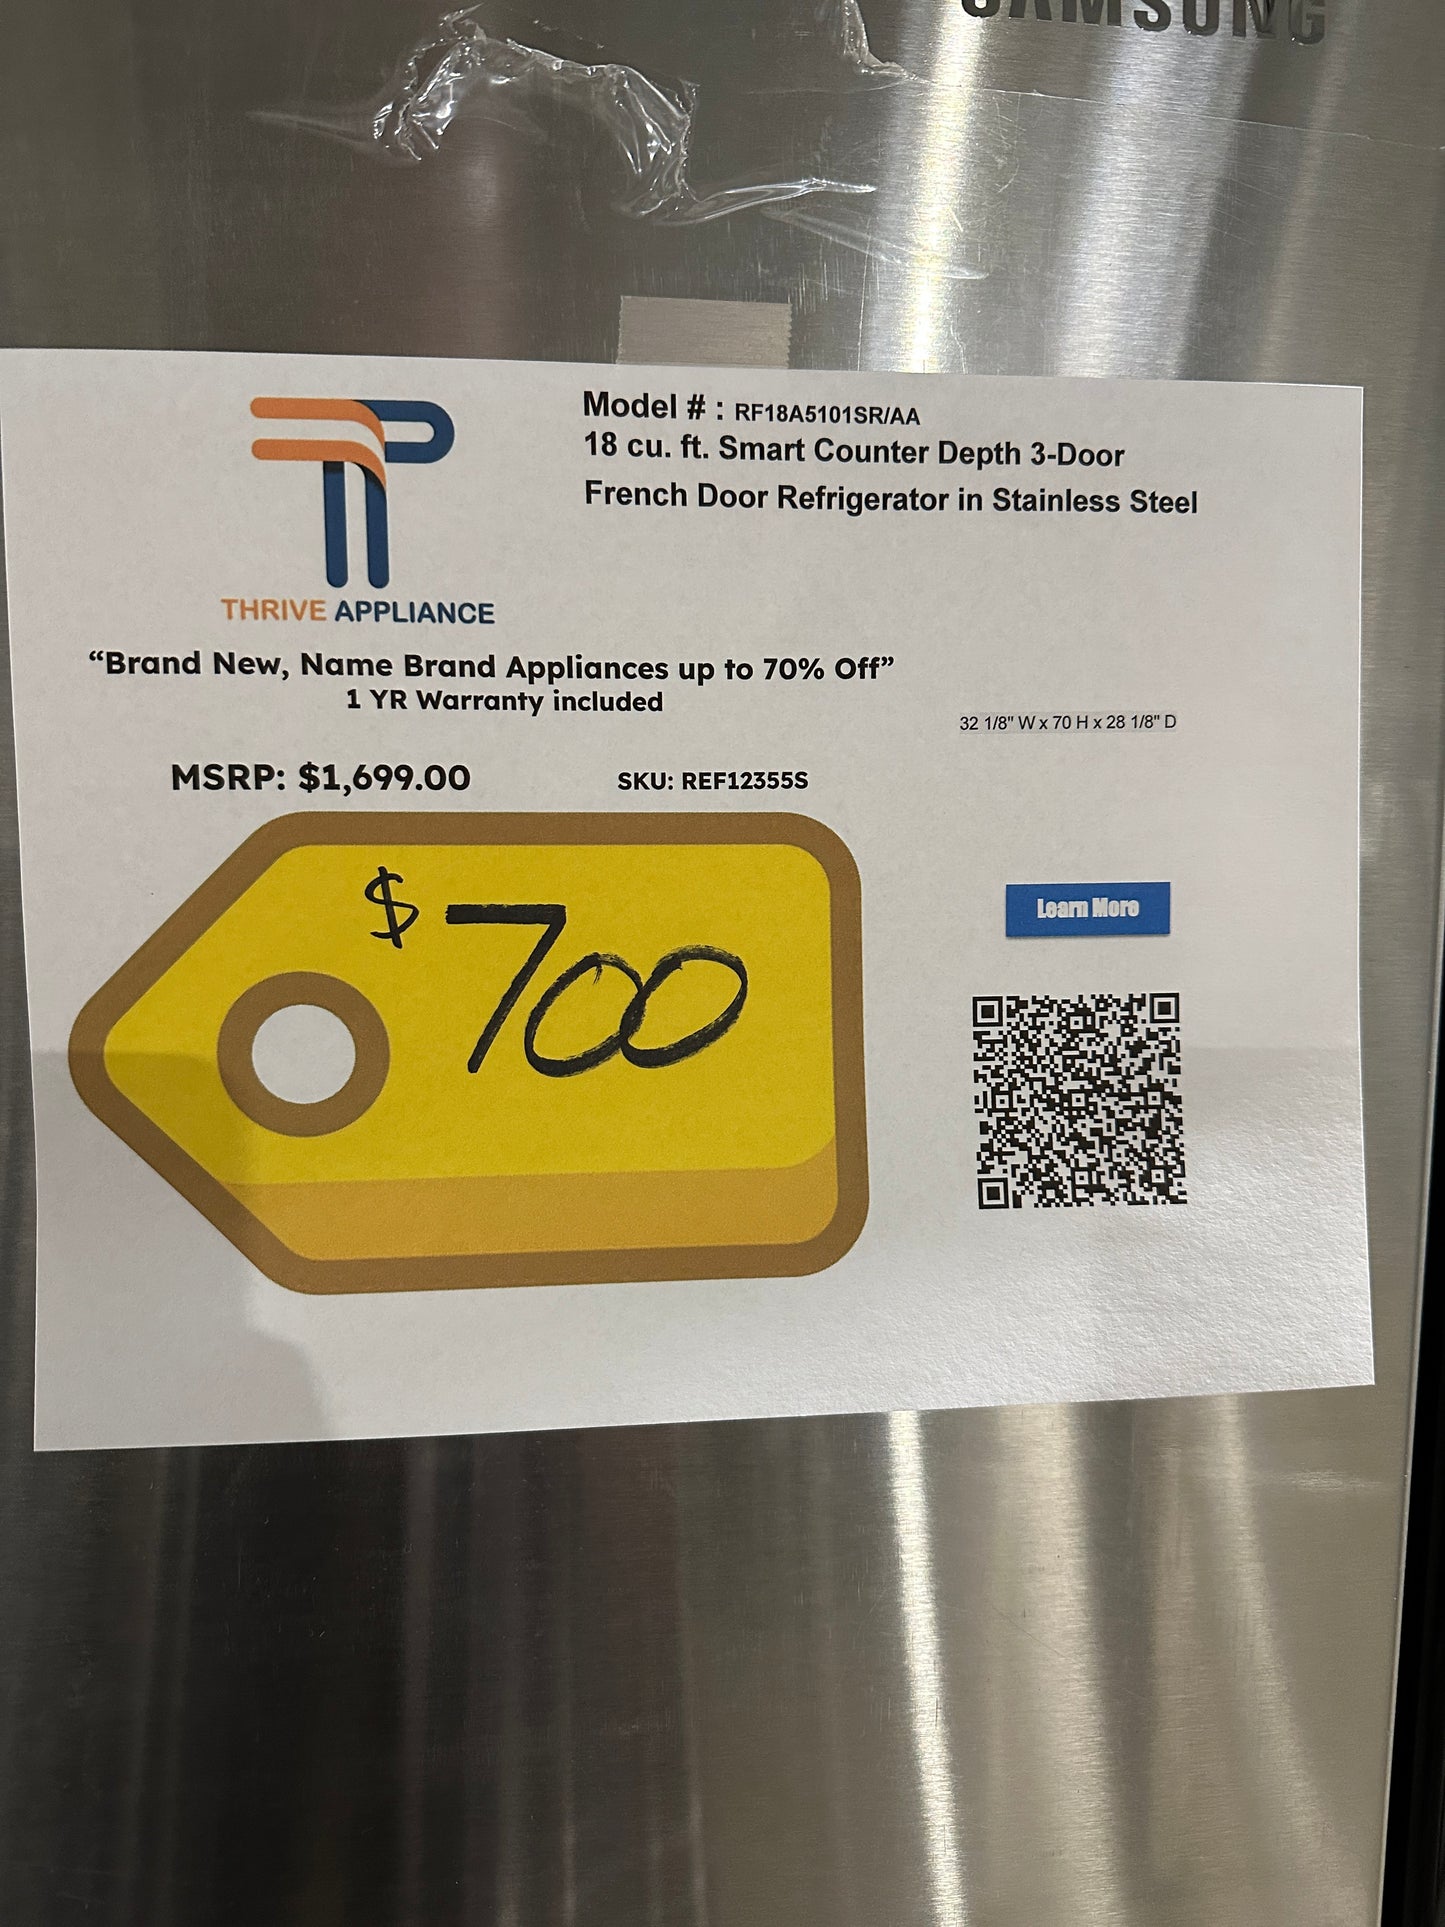 SAMSUNG
Model # : RF18A5101SR/AA
18 cu. ft. Smart Counter Depth 3-Door
French Door Refrigerator in Stainless Steel
THRIVE APPLIANCE
“Brand New, Name Brand Appliances up to 70% Off”
1 YR Warranty included
32 1/8" W x 70 H x 28 1/8" D
MSRP: $1,699.00
SKU: REF12355S
$700
Learn More